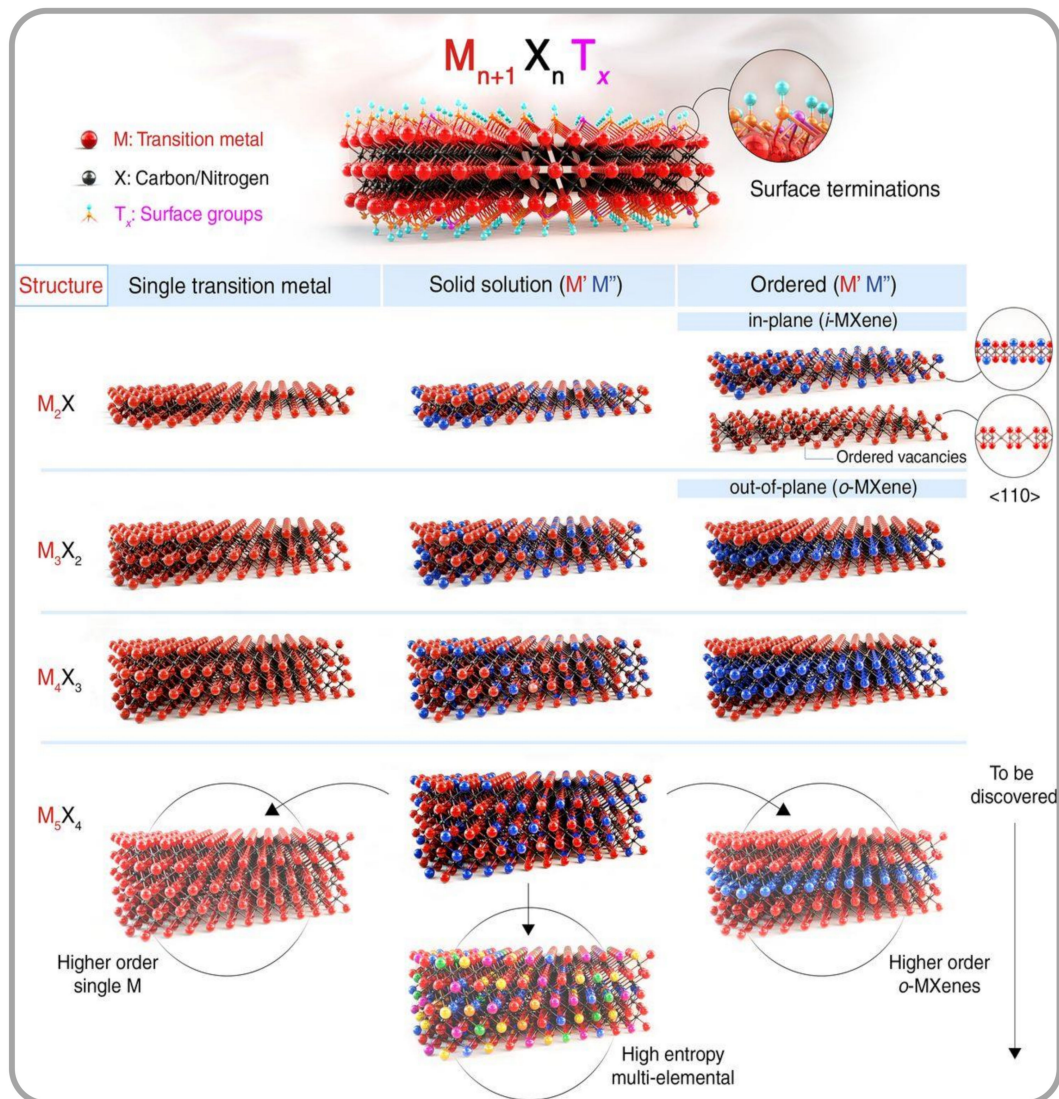 Mn+1XnTx
M: Transition metal
X: Carbon/Nitrogen
Tx: Surface groups
Surface terminations
Structure
Single transition metal
Solid solution (M' M")
Ordered (M' M")
in-plane (i-MXene)
M2X
Ordered vacancies
<110>
out-of-plane (o-MXene)
M3X2
M4X3
M5X4
To be
discovered
Higher order
single M
Higher order
o-MXenes
High entropy
multi-elemental